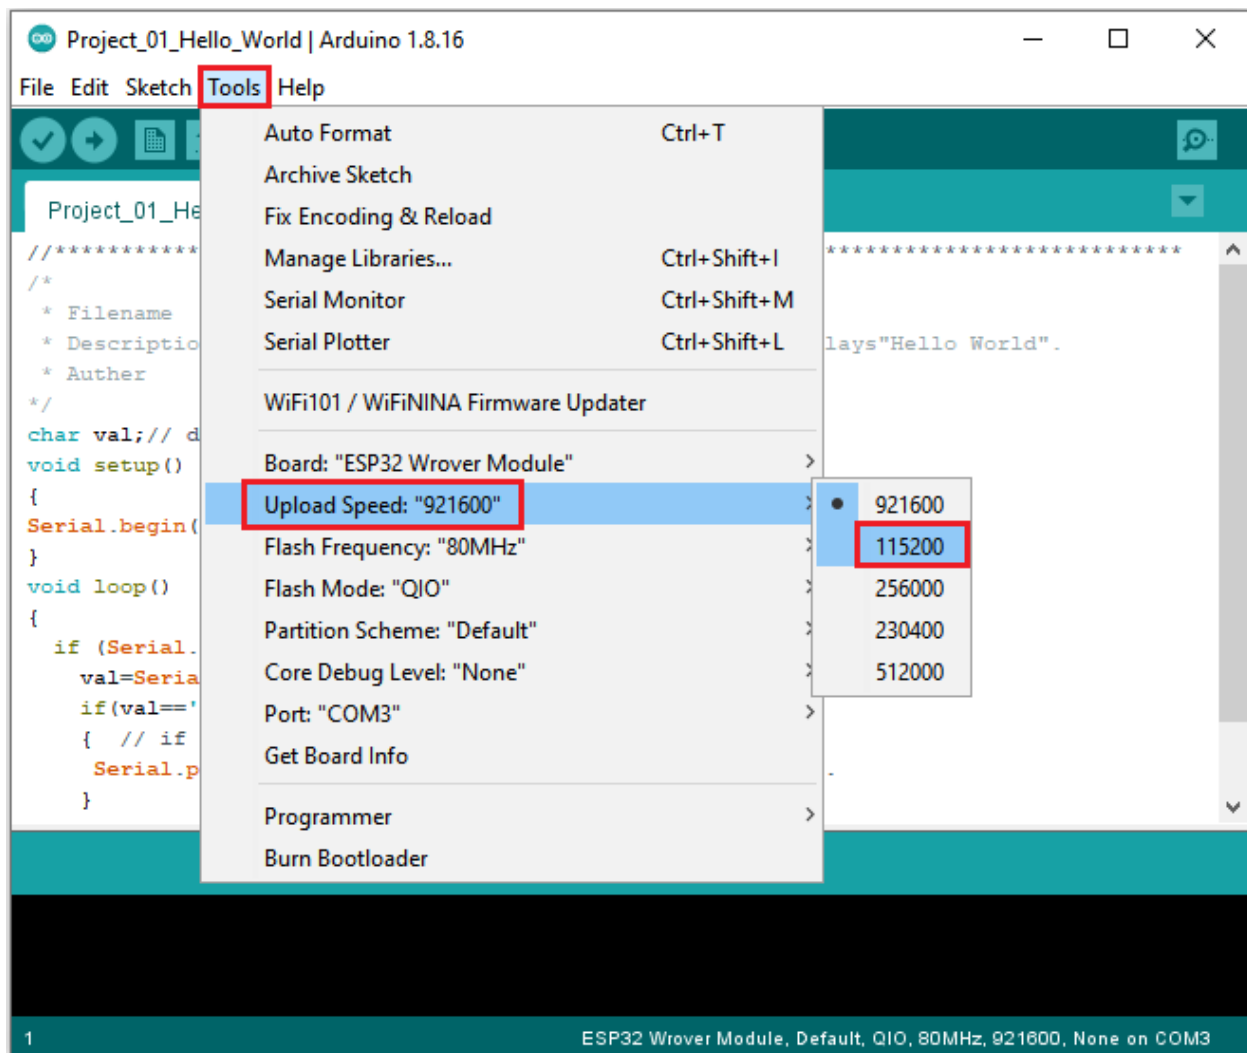 Project_01_Hello_World | Arduino 1.8.16
File Edit Sketch Tools Help
Auto Format Ctrl+T
Archive Sketch
Project_01_He
Fix Encoding & Reload
//*********** ***************************
Manage Libraries... Ctrl+Shift+I
/*
Serial Monitor Ctrl+Shift+M
* Filename
Serial Plotter Ctrl+Shift+L
* Descriptio lays"Hello World".
* Auther
*/
WiFi101 / WiFiNINA Firmware Updater
char val;// d
void setup()
Board: "ESP32 Wrover Module"
{
Upload Speed: "921600" 921600
Serial.begin(
Flash Frequency: "80MHz" 115200
}
void loop()
Flash Mode: "QIO" 256000
{
Partition Scheme: "Default" 230400
if (Serial.
Core Debug Level: "None" 512000
val=Seria
if(val=='
Port: "COM3"
{ // if
Get Board Info
Serial.p .
}
Programmer
Burn Bootloader
1 ESP32 Wrover Module, Default, QIO, 80MHz, 921600, None on COM3